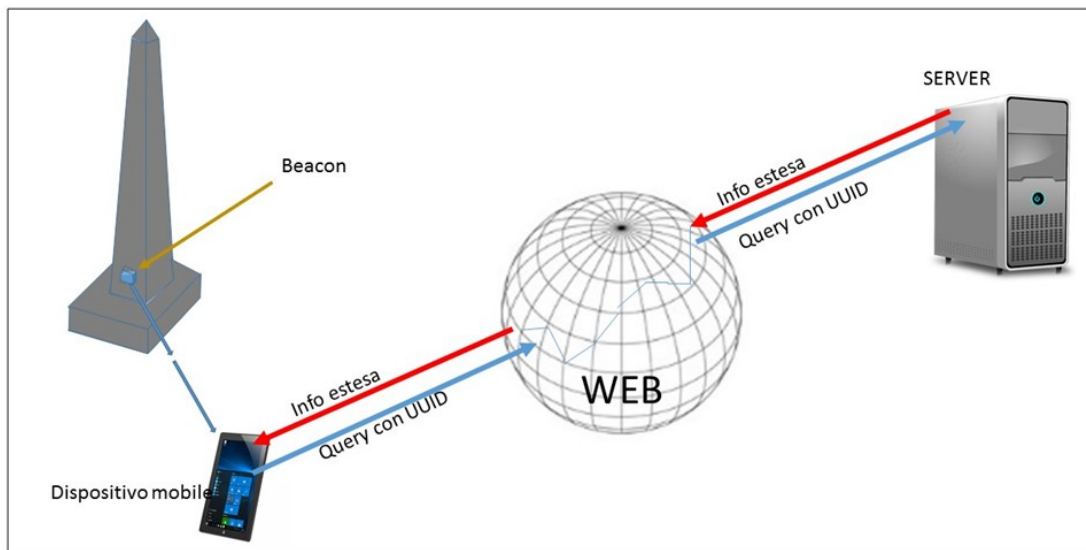 SERVER
Beacon
Info estesa
Query con UUID
WEB
Info estesa
Query con UUID
Dispositivo mobile